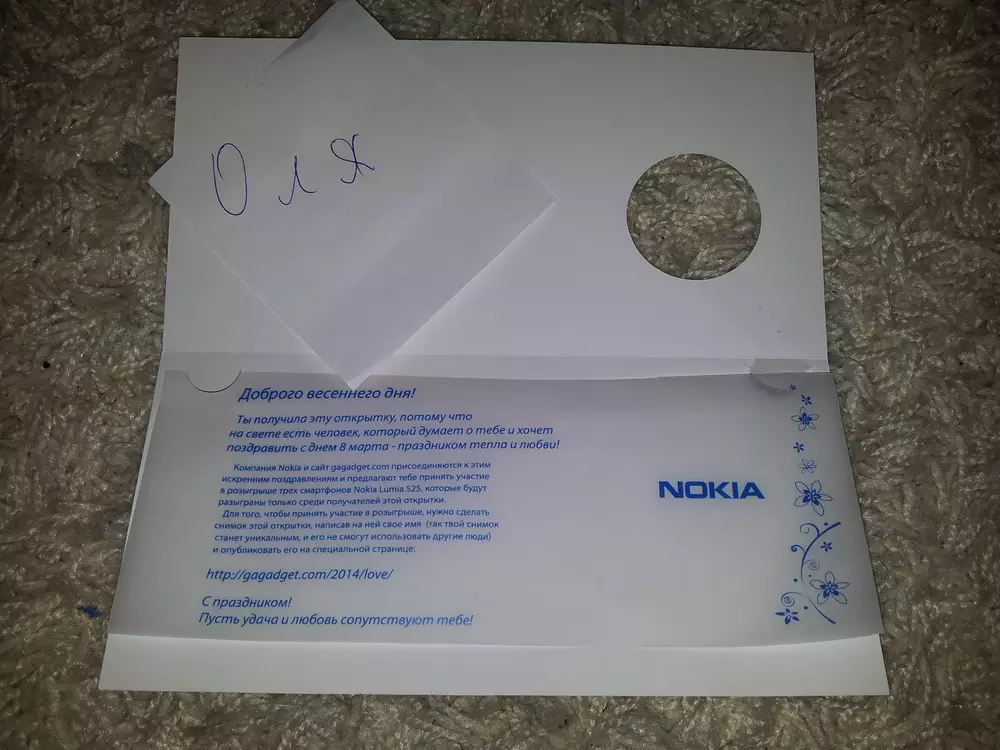 Оля
Доброго весеннего дня!
Ты получила эту открытку, потому что
на свете есть человек, который думает о тебе и хочет
поздравить с днем 8 марта - праздником тепла и любви!
Компания Nokia и сайт gagadget.com присоединяются к этим
искренним поздравлениям и предлагают тебе принять участие
в розыгрыше трех смартфонов Nokia Lumia 525, которые будут
разыграны только среди получателей этой открытки.
Для того, чтобы принять участие в розыгрыше, нужно сделать
снимок этой открытки, написав на ней свое имя (так твой снимок
станет уникальным, и его не смогут использовать другие люди)
и опубликовать его на специальной странице:
http://gagadget.com/2014/love/
С праздником!
Пусть удача и любовь сопутствуют тебе!
NOKIA